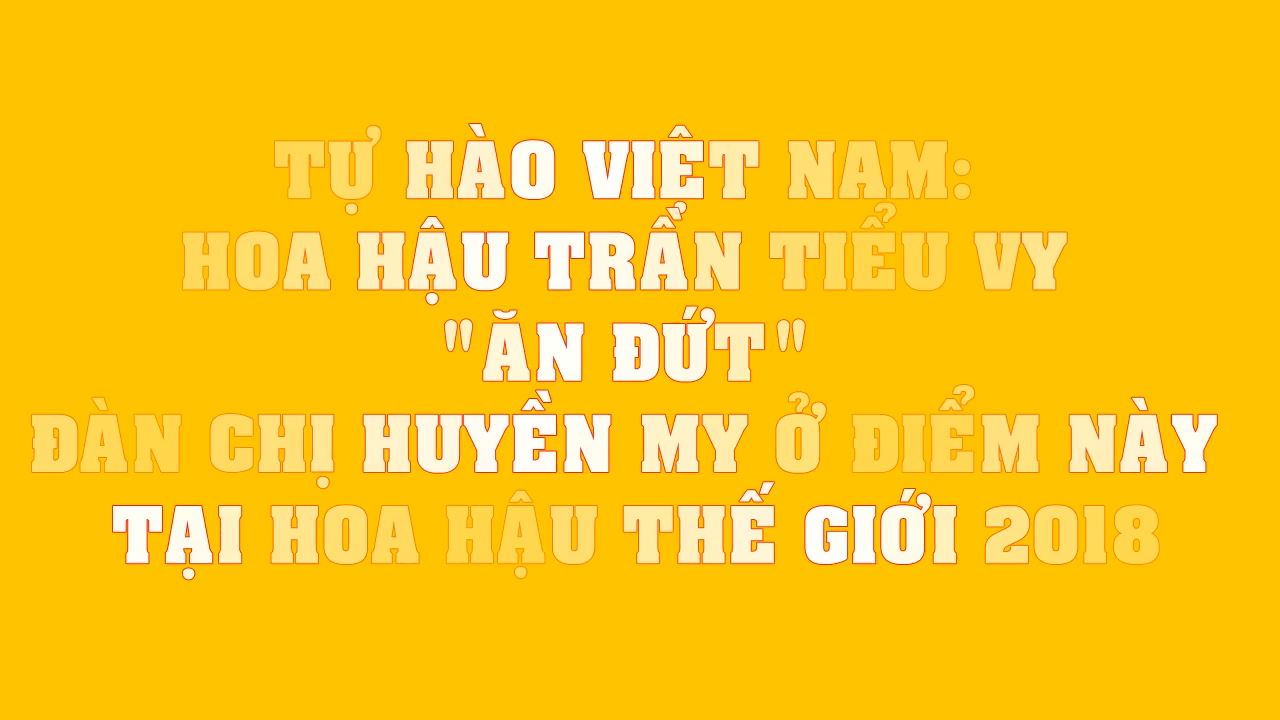 TỰ HÀO VIỆT NAM:
HOA HẬU TRẦN TIỂU VY
"ĂN ĐỨT"
ĐÀN CHỊ HUYỀN MY Ở ĐIỂM NÀY
TẠI HOA HẬU THẾ GIỚI 2018